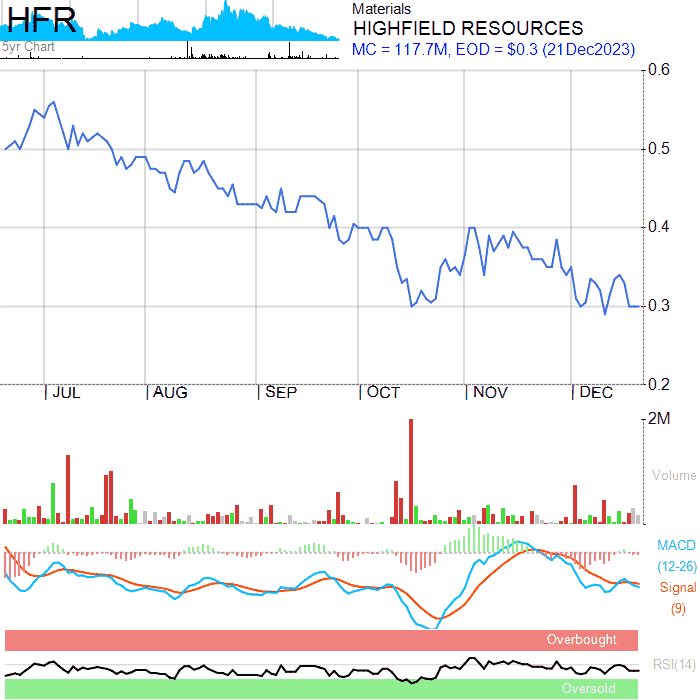 HFR
5yr Chart
Materials
HIGHFIELD RESOURCES
MC = 117.7M, EOD = $0.3 (21Dec2023)
0.6
0.5
0.4
0.3
0.2
JUL AUG SEP OCT NOV DEC
2M
Volume
MACD
(12-26)
Signal
(9)
Overbought
RSI(14)
Oversold